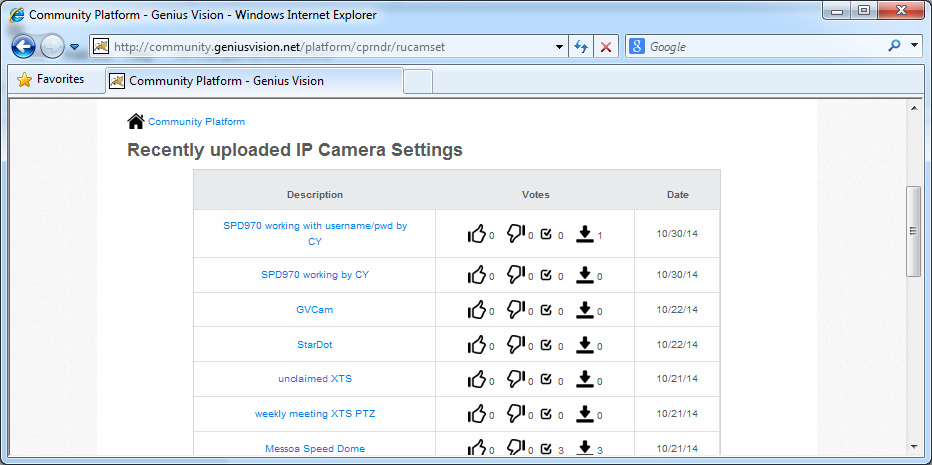 Community Platform - Genius Vision - Windows Internet Explorer
http://community.geniusvision.net/platform/cprndr/rucamset
Google
Favorites
Community Platform - Genius Vision
Community Platform
Recently uploaded IP Camera Settings
Description Votes Date
SPD970 working with username/pwd by
CY
0 0 0 1 10/30/14
SPD970 working by CY 0 0 0 0 10/30/14
GVCam 0 0 0 0 10/22/14
StarDot 0 0 0 0 10/22/14
unclaimed XTS 0 0 0 0 10/21/14
weekly meeting XTS PTZ 0 0 0 0 10/21/14
Messoa Speed Dome 0 0 3 3 10/21/14